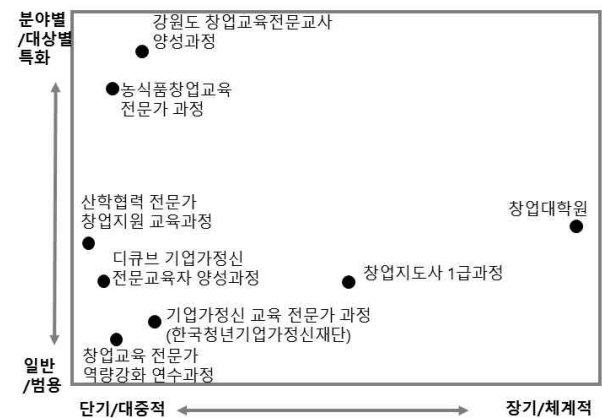 분야별
/대상별
특화
강원도 창업교육전문교사
양성과정
농식품창업교육
전문가 과정
산학협력 전문가
창업지원 교육과정
창업대학원
디큐브 기업가정신
전문교육자 양성과정
창업지도사 1급과정
기업가정신 교육 전문가 과정
(한국청년기업가정신재단)
창업교육 전문가
역량강화 연수과정
일반
/범용
단기/대중적
장기/체계적